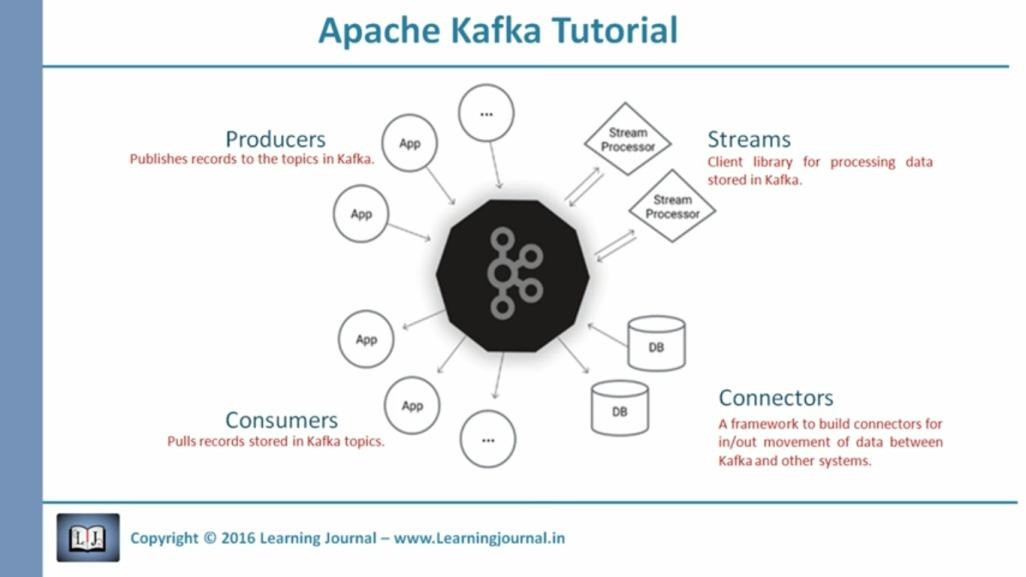 Apache Kafka Tutorial
Producers
Publishes records to the topics in Kafka.
App
...
App
Stream
Processor
Stream
Processor
Streams
Client library for processing data
stored in Kafka.
App
App
...
Consumers
Pulls records stored in Kafka topics.
DB
DB
Connectors
A framework to build connectors for
in/out movement of data between
Kafka and other systems.
LJ
Copyright © 2016 Learning Journal – www.Learningjournal.in